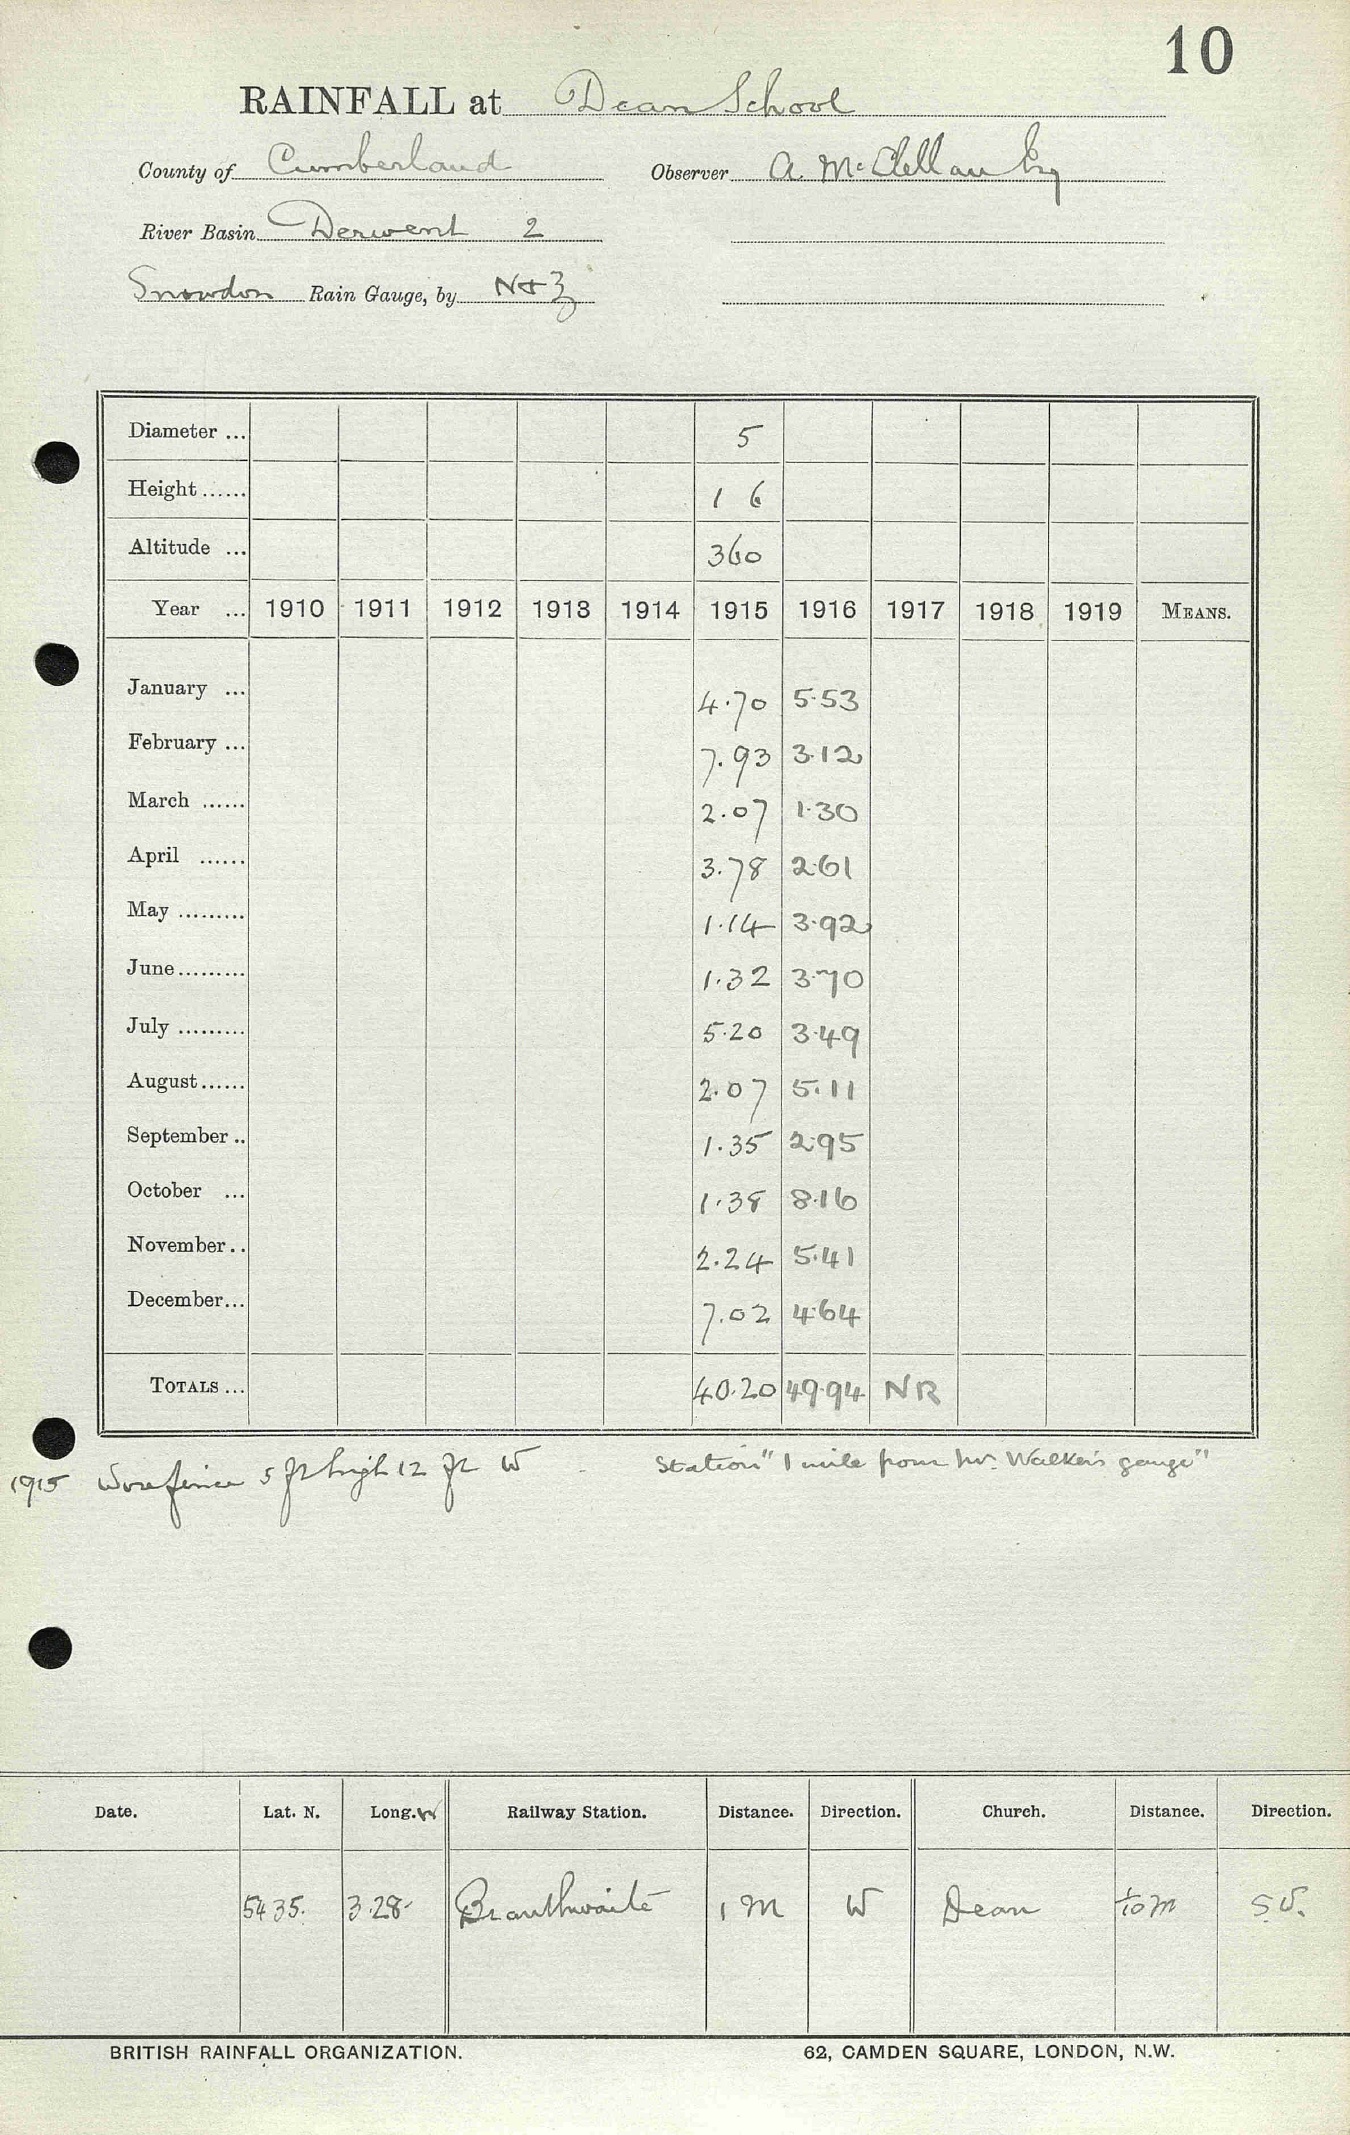 10
RAINFALL at Dean School
County of Cumberland Observer A. McClellan Esq
River Basin Derwent 2
Snowdon Rain Gauge, by N & Z
Diameter ... 5
Height...... 1 6
Altitude ... 360
Year ... 1910 1911 1912 1913 1914 1915 1916 1917 1918 1919 MEANS.
January ... 4.70 5.53
February ... 7.93 3.12
March ...... 2.07 1.30
April ...... 3.78 2.61
May ......... 1.14 3.92
June......... 1.32 3.70
July ......... 5.20 3.49
August...... 2.07 5.11
September .. 1.35 2.95
October ... 1.38 8.16
November.. 2.24 5.41
December... 7.02 4.64
TOTALS ... 40.20 49.94 NR
1915 Wire fence 5 ft high 12 ft W Station "1 mile from Mr. Walker's gauge"
Date. Lat. N. Long. W Railway Station. Distance. Direction. Church. Distance. Direction.
54 35. 3.28 Branthwaite 1 M W Dean 1/10 m S.W.
BRITISH RAINFALL ORGANIZATION. 62, CAMDEN SQUARE, LONDON, N.W.